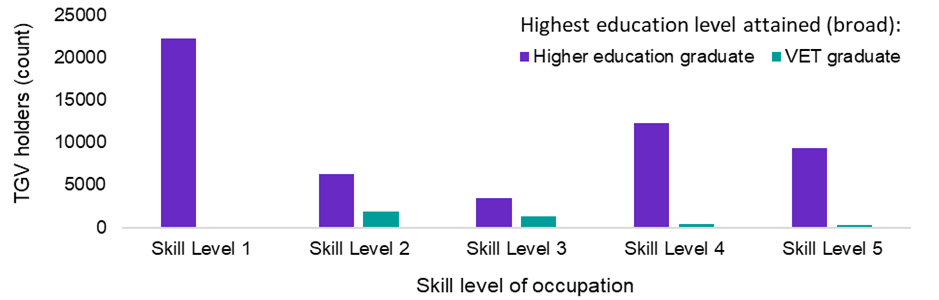 Highest education level attained (broad):
Higher education graduate VET graduate
TGV holders (count)
25000
20000
15000
10000
5000
0
Skill Level 1 Skill Level 2 Skill Level 3 Skill Level 4 Skill Level 5
Skill level of occupation